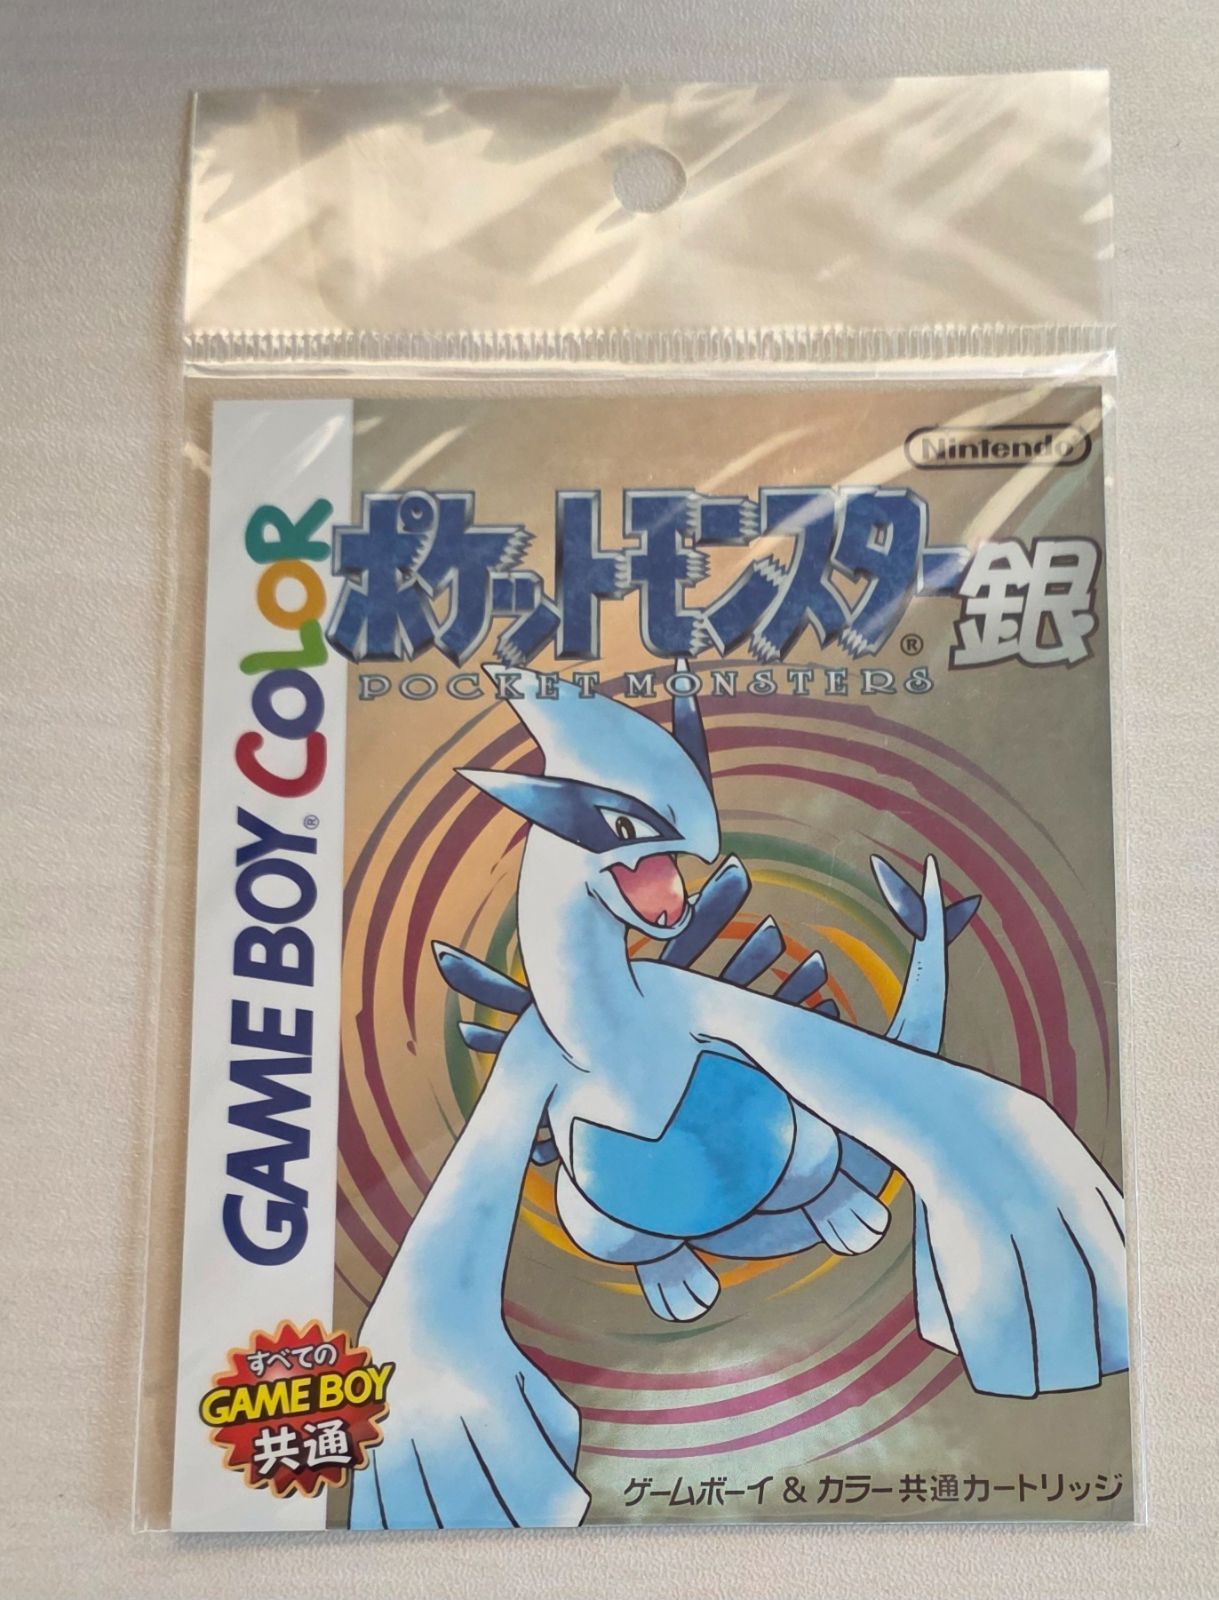 Nintendo
ポケットモンスター銀
®
POCKET MONSTERS
GAME BOY® COLOR
すべての
GAME BOY
共通
ゲームボーイ & カラー共通カートリッジ